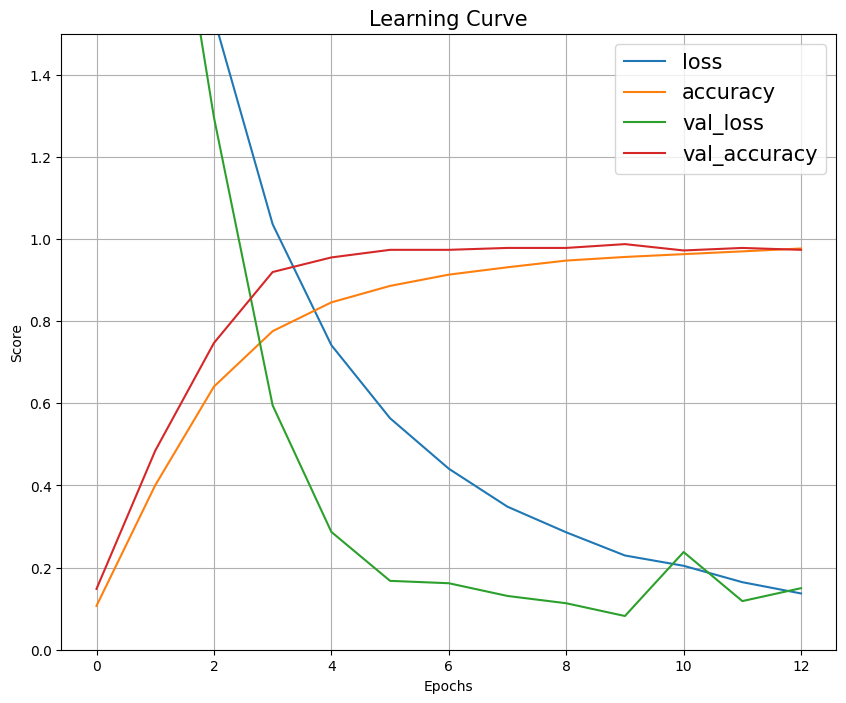 Learning Curve
loss
accuracy
val_loss
val_accuracy
1.4
1.2
1.0
0.8
0.6
0.4
0.2
0.0
Score
0 2 4 6 8 10 12
Epochs